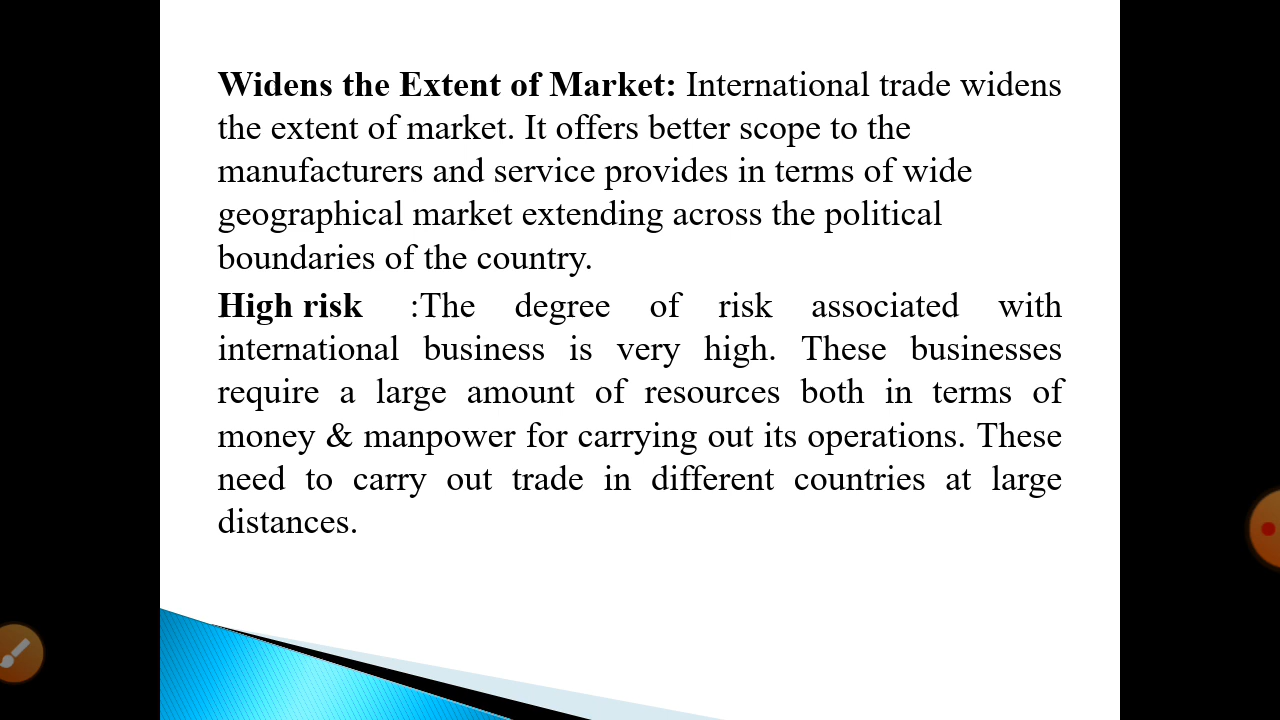 Widens the Extent of Market: International trade widens
the extent of market. It offers better scope to the
manufacturers and service provides in terms of wide
geographical market extending across the political
boundaries of the country.
High risk :The degree of risk associated with
international business is very high. These businesses
require a large amount of resources both in terms of
money & manpower for carrying out its operations. These
need to carry out trade in different countries at large
distances.